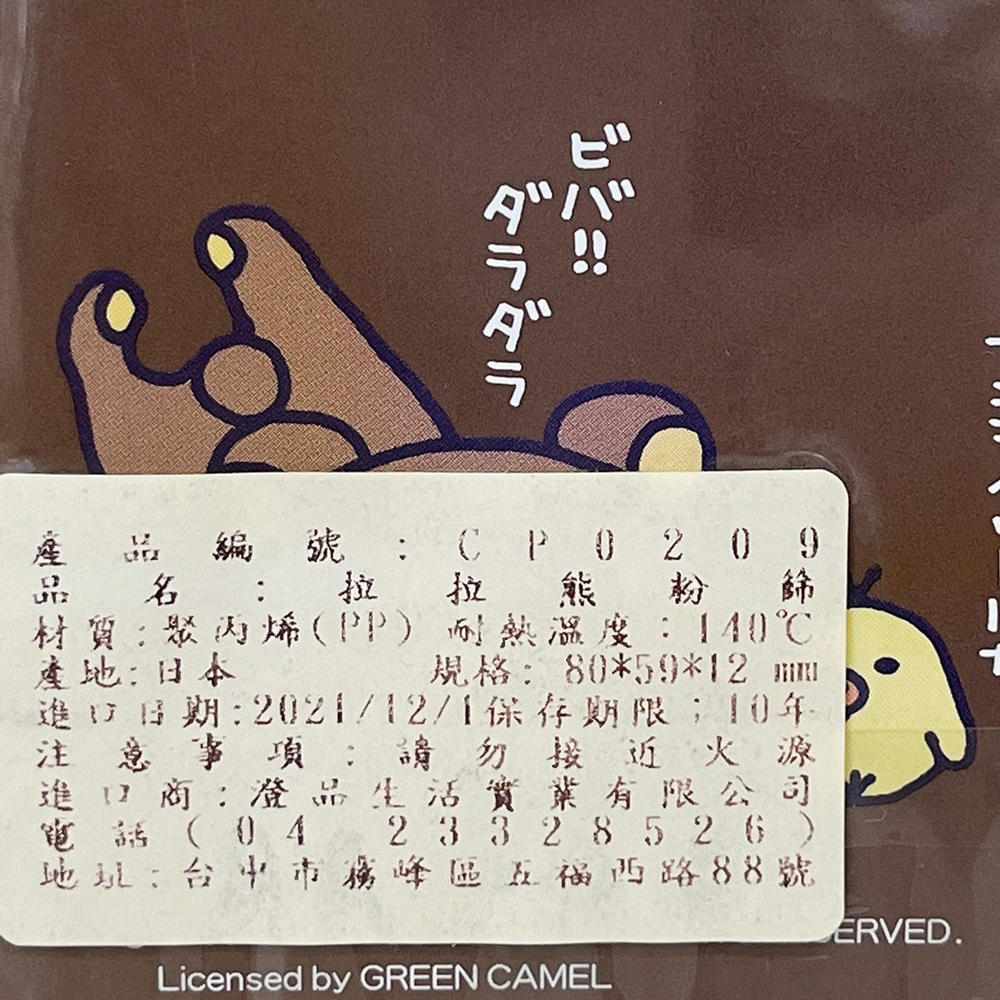 ビバ!!
ダラダラ
產品編號:CP0209
品名:拉拉熊粉篩
材質:聚丙烯(PP) 耐熱溫度:140℃
產地:日本 規格:80*59*12 mm
進口日期:2021/12/1保存期限;10年
注意事項:請勿接近火源
進口商:澄品生活實業有限公司
電話(04 23328526)
地址:台中市霧峰區五福西路88號
ERVED.
Licensed by GREEN CAMEL